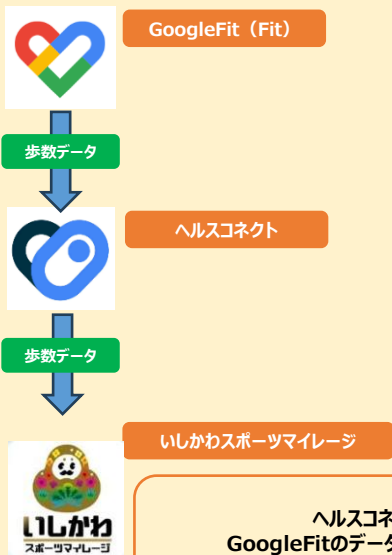 GoogleFit（Fit）
歩数データ
ヘルスコネクト
歩数データ
いしかわスポーツマイレージ
いしかわ
スポーツマイレージ
ヘルスコネ
GoogleFitのデータ